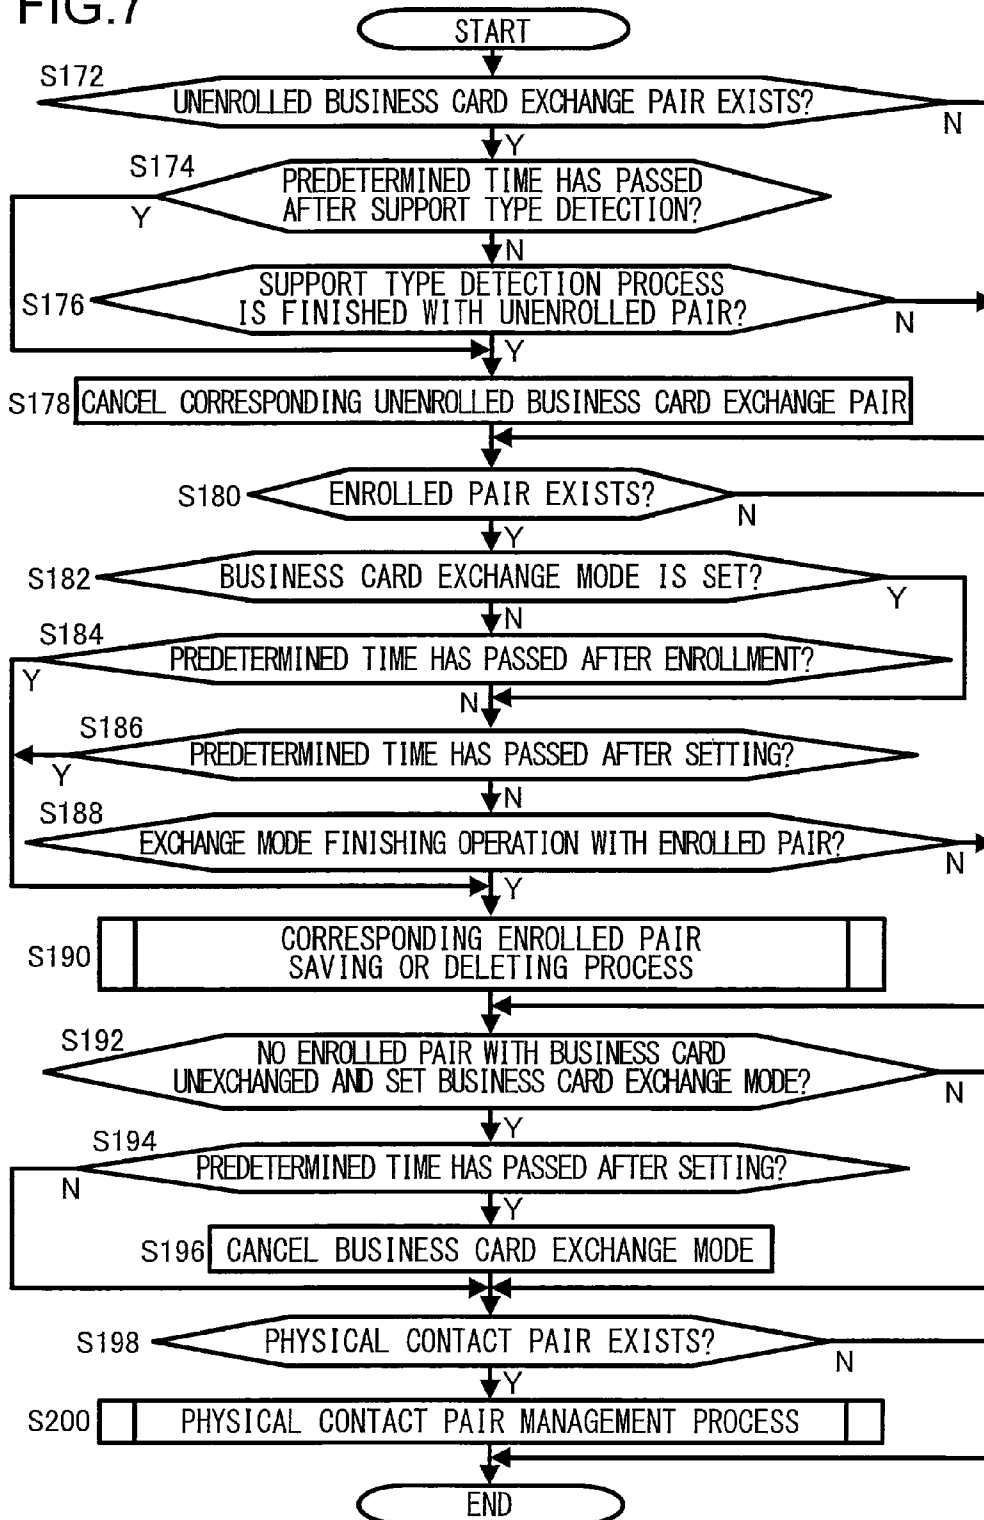 FIG.7
START
S172
UNENROLLED BUSINESS CARD EXCHANGE PAIR EXISTS?
N
Y
S174
PREDETERMINED TIME HAS PASSED
AFTER SUPPORT TYPE DETECTION?
Y
N
S176
SUPPORT TYPE DETECTION PROCESS
IS FINISHED WITH UNENROLLED PAIR?
N
Y
S178
CANCEL CORRESPONDING UNENROLLED BUSINESS CARD EXCHANGE PAIR
S180
ENROLLED PAIR EXISTS?
N
Y
S182
BUSINESS CARD EXCHANGE MODE IS SET?
Y
N
S184
PREDETERMINED TIME HAS PASSED AFTER ENROLLMENT?
Y
N
S186
PREDETERMINED TIME HAS PASSED AFTER SETTING?
Y
N
S188
EXCHANGE MODE FINISHING OPERATION WITH ENROLLED PAIR?
N
Y
S190
CORRESPONDING ENROLLED PAIR
SAVING OR DELETING PROCESS
S192
NO ENROLLED PAIR WITH BUSINESS CARD
UNEXCHANGED AND SET BUSINESS CARD EXCHANGE MODE?
N
Y
S194
PREDETERMINED TIME HAS PASSED AFTER SETTING?
N
Y
S196
CANCEL BUSINESS CARD EXCHANGE MODE
S198
PHYSICAL CONTACT PAIR EXISTS?
N
Y
S200
PHYSICAL CONTACT PAIR MANAGEMENT PROCESS
END